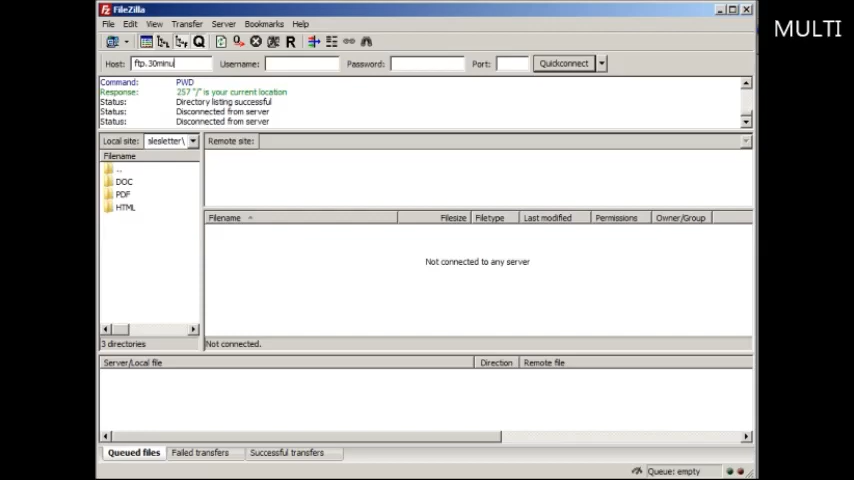 FileZilla
MULTI
File Edit View Transfer Server Bookmarks Help
Host: ftp.30minu Username: Password: Port: Quickconnect
Command: PWD
Response: 257 "/" is your current location
Status: Directory listing successful
Status: Disconnected from server
Status: Disconnected from server
Local site: slesletter\ Remote site:
Filename
..
DOC
PDF
HTML
Filename Filesize Filetype Last modified Permissions Owner/Group
Not connected to any server
3 directories
Not connected.
Server/Local file Direction Remote file
Queued files Failed transfers Successful transfers
Queue: empty